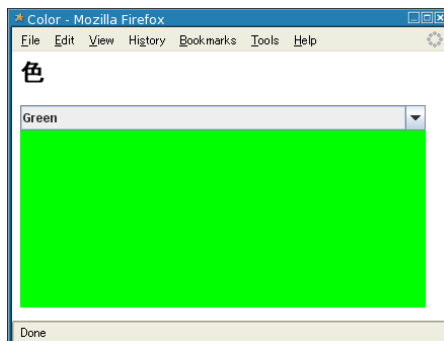 Color - Mozilla Firefox
File Edit View History Bookmarks Tools Help
色
Green
Done